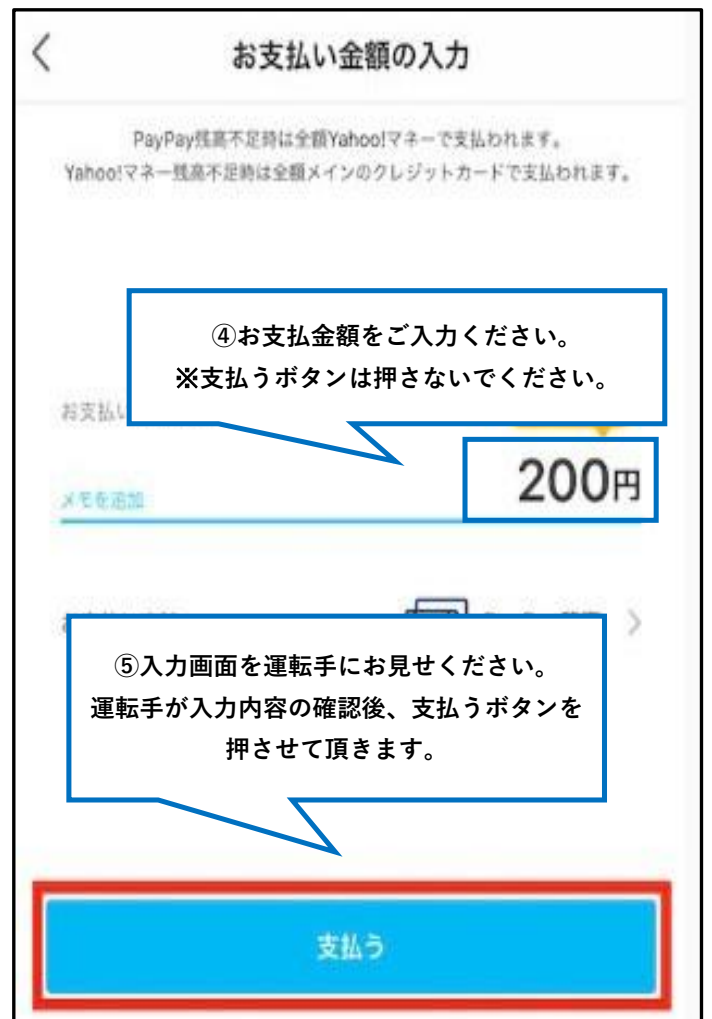 お支払い金額の入力
PayPay残高不足時は全額Yahoo!マネーで支払われます。
Yahoo!マネー残高不足時は全額メインのクレジットカードで支払われます。
④お支払金額をご入力ください。
※支払うボタンは押さないでください。
お支払い
200円
メモを追加
⑤入力画面を運転手にお見せください。
運転手が入力内容の確認後、支払うボタンを
押させて頂きます。
支払う